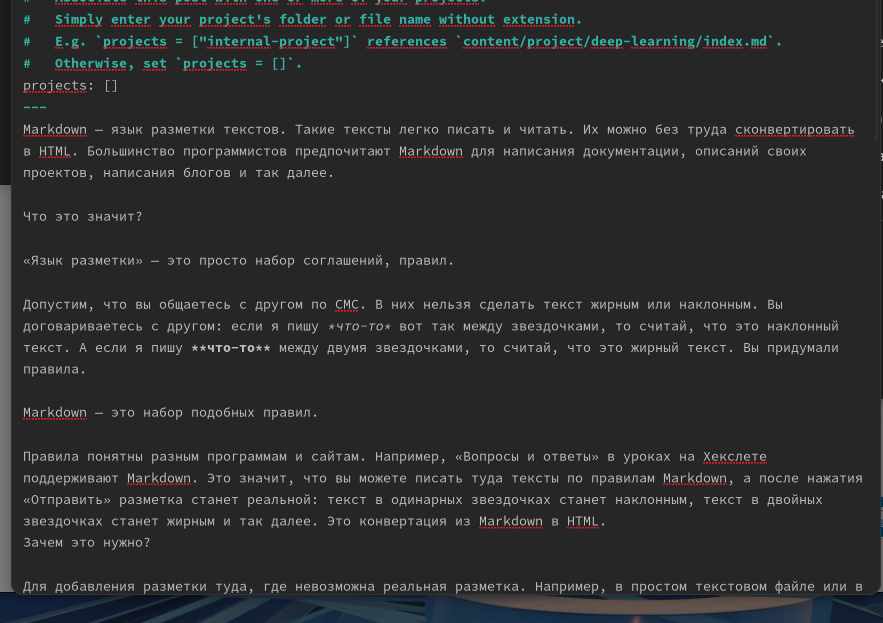 #   Simply enter your project's folder or file name without extension.
#   E.g. `projects = ["internal-project"]` references `content/project/deep-learning/index.md`.
#   Otherwise, set `projects = []`.
projects: []
---
Markdown — язык разметки текстов. Такие тексты легко писать и читать. Их можно без труда сконвертировать
в HTML. Большинство программистов предпочитают Markdown для написания документации, описаний своих
проектов, написания блогов и так далее.
Что это значит?
«Язык разметки» — это просто набор соглашений, правил.
Допустим, что вы общаетесь с другом по СМС. В них нельзя сделать текст жирным или наклонным. Вы
договариваетесь с другом: если я пишу *что-то* вот так между звездочками, то считай, что это наклонный
текст. А если я пишу **что-то** между двумя звездочками, то считай, что это жирный текст. Вы придумали
правила.
Markdown — это набор подобных правил.
Правила понятны разным программам и сайтам. Например, «Вопросы и ответы» в уроках на Хекслете
поддерживают Markdown. Это значит, что вы можете писать туда тексты по правилам Markdown, а после нажатия
«Отправить» разметка станет реальной: текст в одинарных звездочках станет наклонным, текст в двойных
звездочках станет жирным и так далее. Это конвертация из Markdown в HTML.
Зачем это нужно?
Для добавления разметки туда, где невозможна реальная разметка. Например, в простом текстовом файле или в